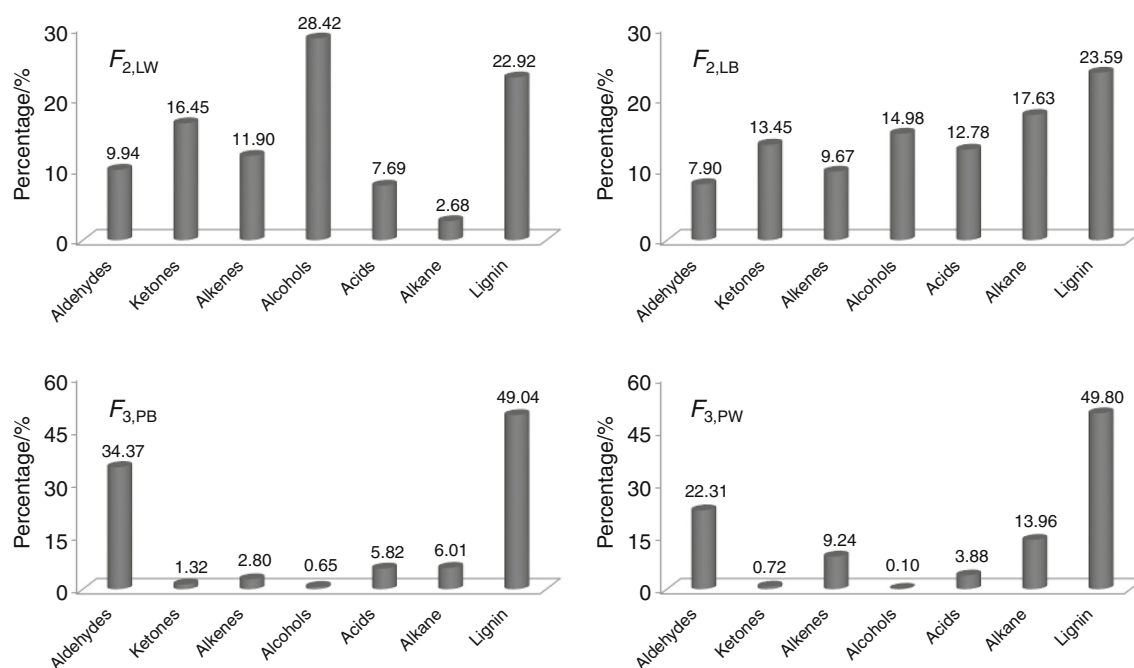 Percentage/%
30
20
10
0
F2,LW
9.94
16.45
11.90
28.42
7.69
2.68
22.92
Aldehydes
Ketones
Alkenes
Alcohols
Acids
Alkane
Lignin
Percentage/%
30
20
10
0
F2,LB
7.90
13.45
9.67
14.98
12.78
17.63
23.59
Aldehydes
Ketones
Alkenes
Alcohols
Acids
Alkane
Lignin
Percentage/%
60
45
30
15
0
F3,PB
34.37
1.32
2.80
0.65
5.82
6.01
49.04
Aldehydes
Ketones
Alkenes
Alcohols
Acids
Alkane
Lignin
Percentage/%
60
45
30
15
0
F3,PW
22.31
0.72
9.24
0.10
3.88
13.96
49.80
Aldehydes
Ketones
Alkenes
Alcohols
Acids
Alkane
Lignin